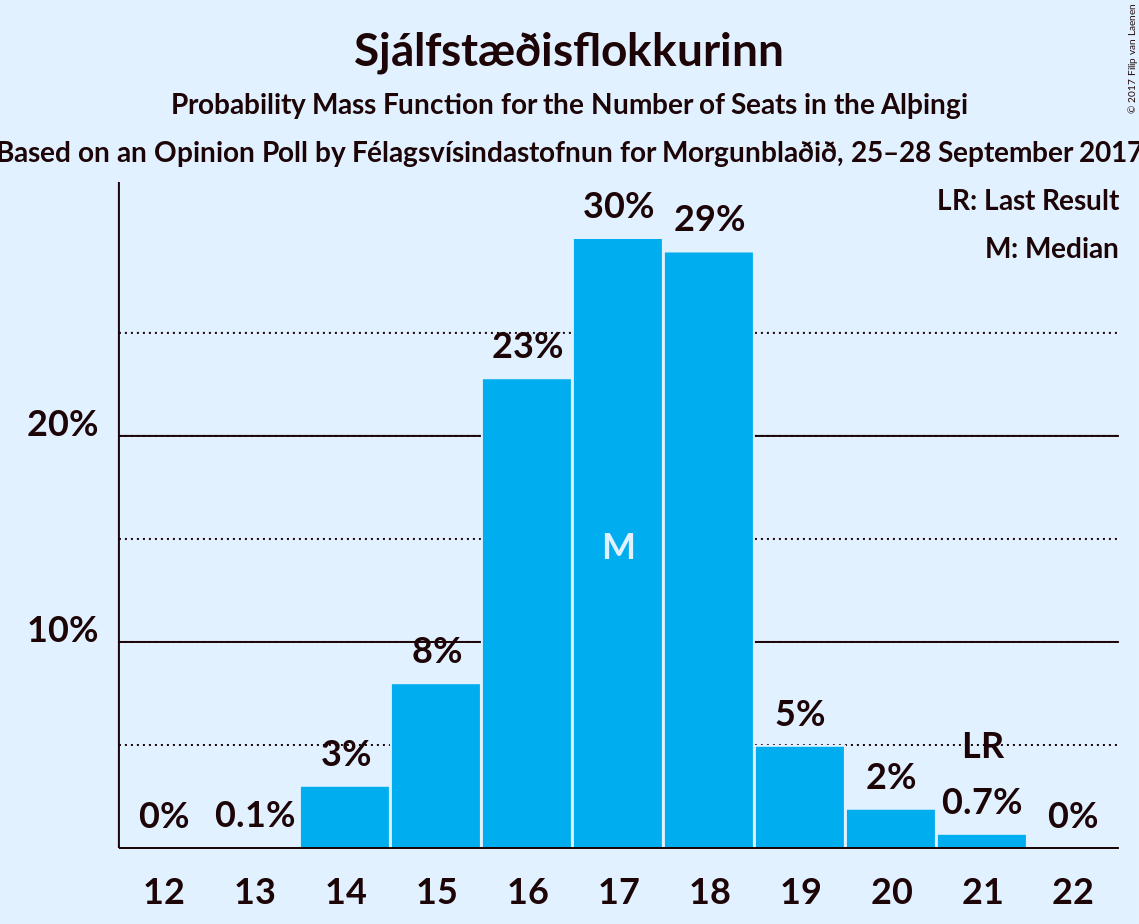 Sjálfstæðisflokkurinn
Probability Mass Function for the Number of Seats in the Alþingi
Based on an Opinion Poll by Félagsvísindastofnun for Morgunblaðið, 25–28 September 2017
© 2017 Filip van Laenen
LR: Last Result
M: Median
30%
29%
23%
20%
M
10%
8%
5%
3%
LR
2%
0.7%
0%
0.1%
0%
12 13 14 15 16 17 18 19 20 21 22